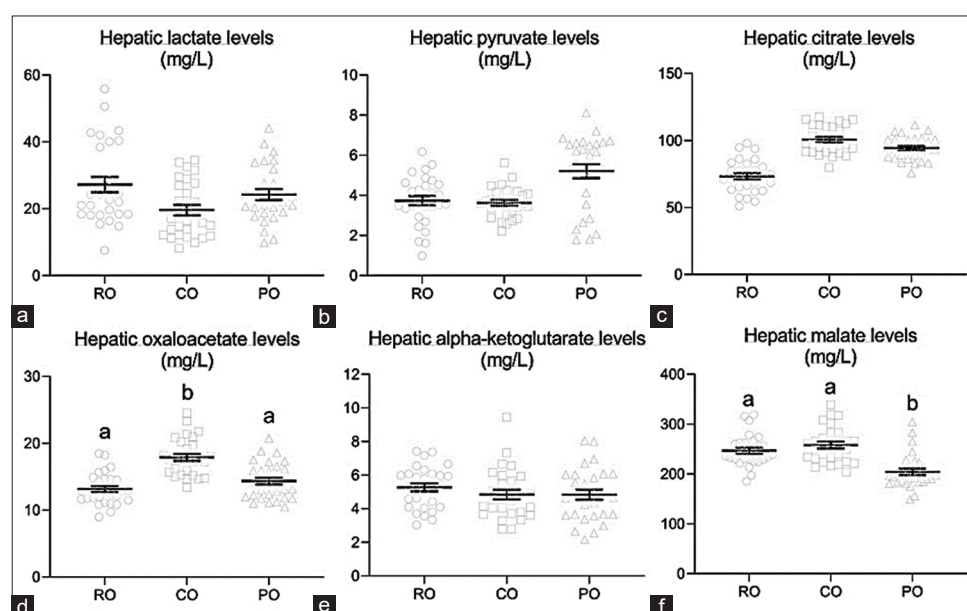 Hepatic lactate levels
(mg/L)
60
40
20
0
RO CO PO
a
Hepatic pyruvate levels
(mg/L)
10
8
6
4
2
0
RO CO PO
b
Hepatic citrate levels
(mg/L)
150
100
50
0
RO CO PO
c
Hepatic oxaloacetate levels
(mg/L)
30
20
10
0
a b a
RO CO PO
d
Hepatic alpha-ketoglutarate levels
(mg/L)
12
10
8
6
4
2
0
RO CO PO
e
Hepatic malate levels
(mg/L)
400
300
200
100
0
a a b
RO CO PO
f